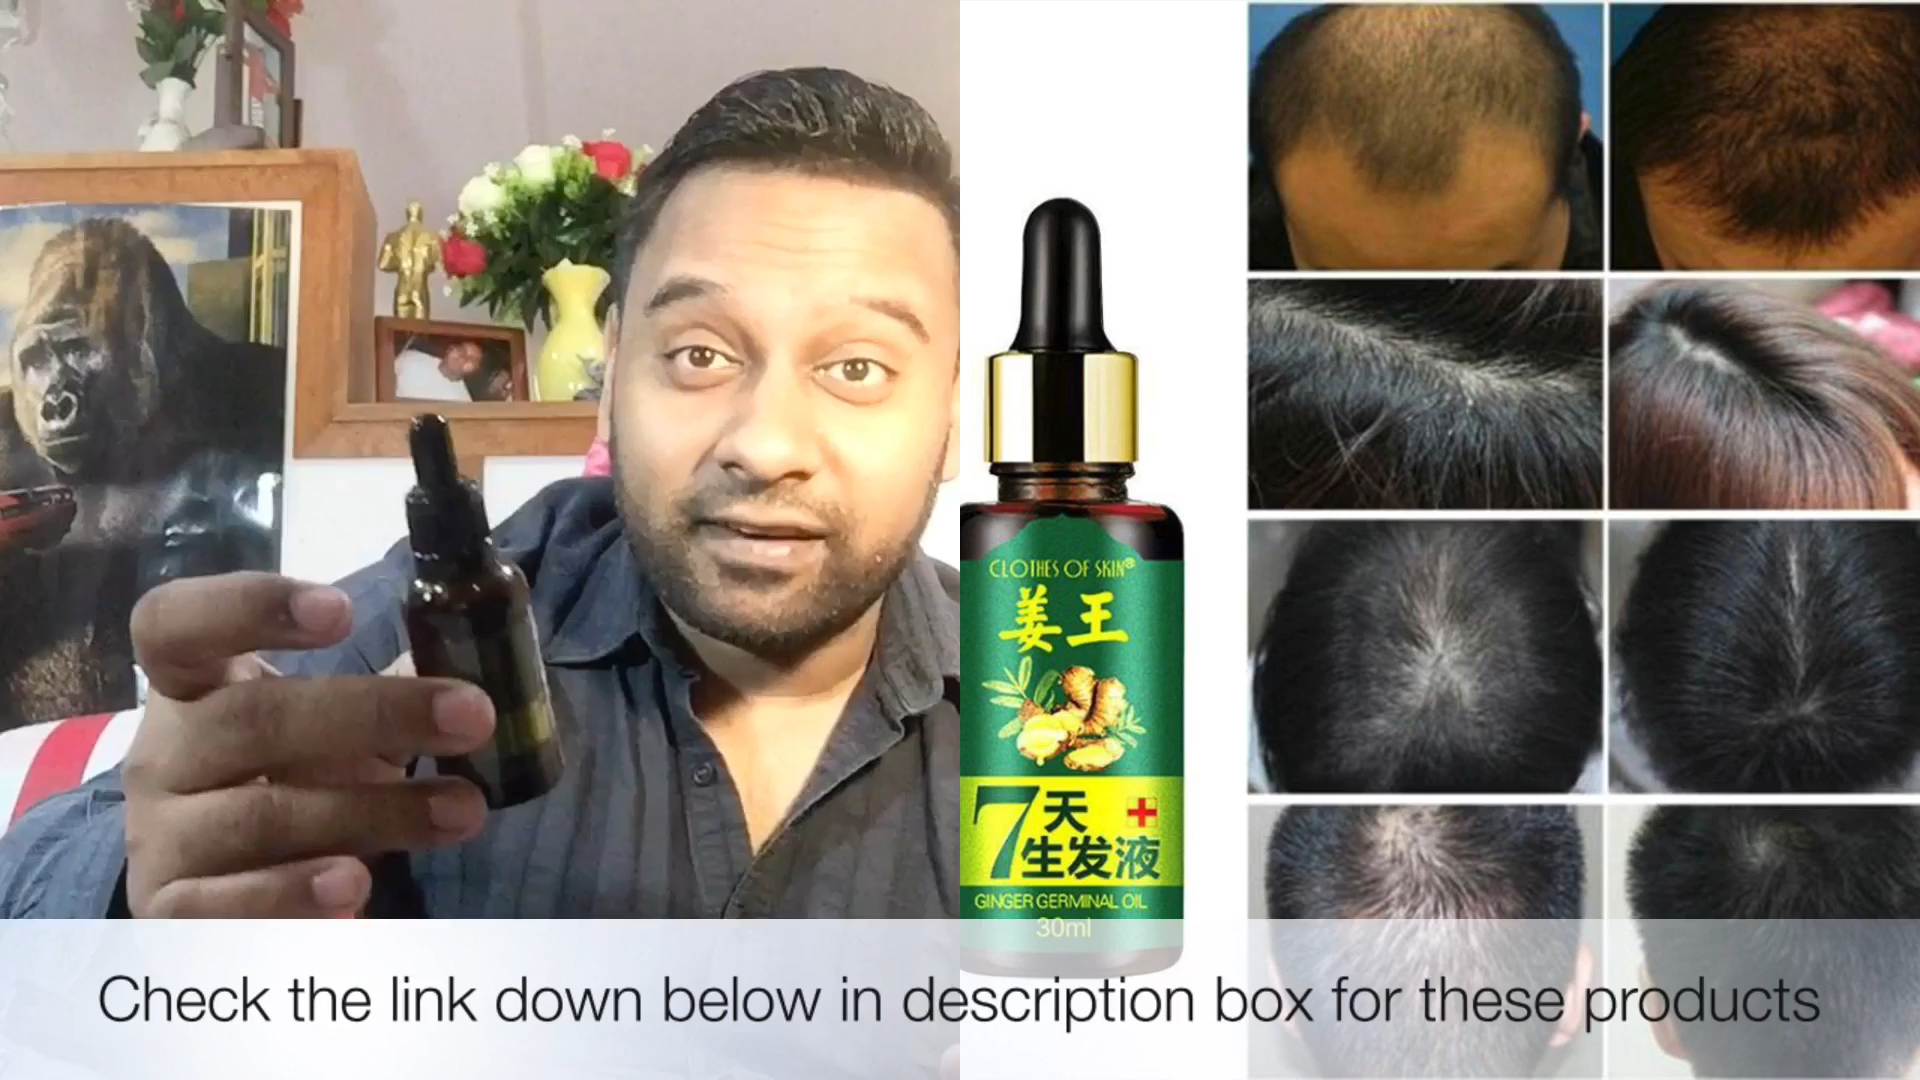 CLOTHES OF SKIN®
姜王
7天
生发液
GINGER GERMINAL OIL
30ml
Check the link down below in description box for these products